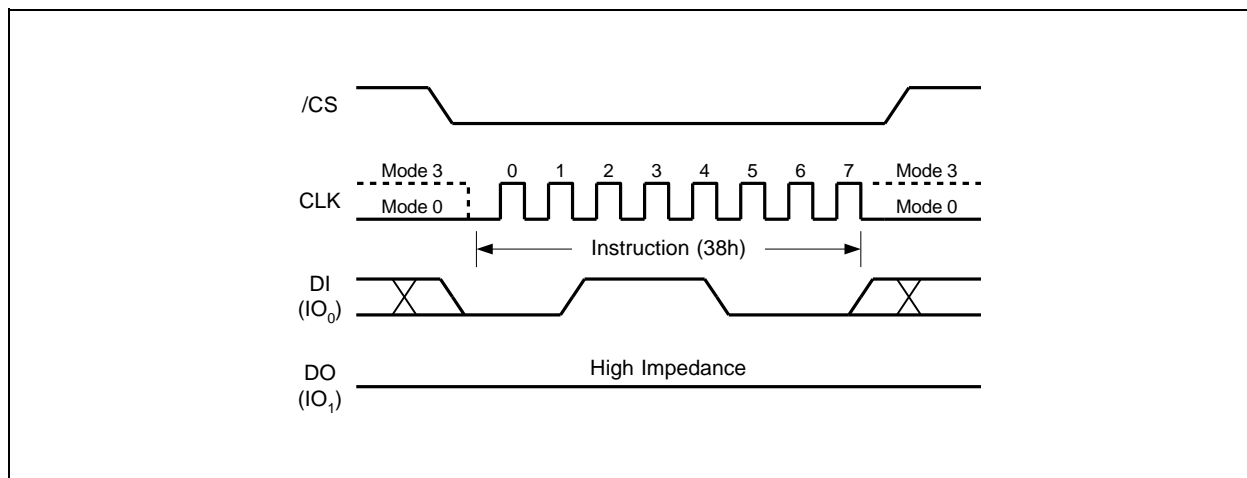 /CS
Mode 3 0 1 2 3 4 5 6 7 Mode 3
CLK
Mode 0 Mode 0
Instruction (38h)
DI
(IO0)
High Impedance
DO
(IO1)